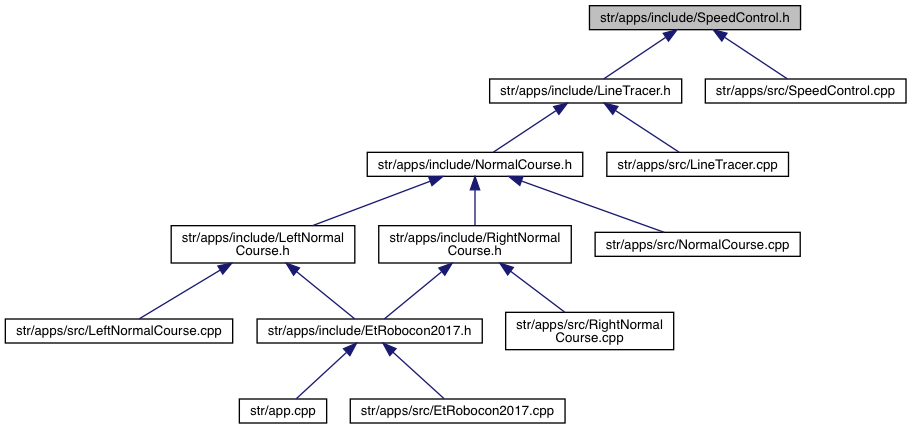 str/apps/include/SpeedControl.h
str/apps/include/LineTracer.h
str/apps/src/SpeedControl.cpp
str/apps/include/NormalCourse.h
str/apps/src/LineTracer.cpp
str/apps/include/LeftNormal
Course.h
str/apps/include/RightNormal
Course.h
str/apps/src/NormalCourse.cpp
str/apps/src/LeftNormalCourse.cpp
str/apps/include/EtRobocon2017.h
str/apps/src/RightNormal
Course.cpp
str/app.cpp
str/apps/src/EtRobocon2017.cpp